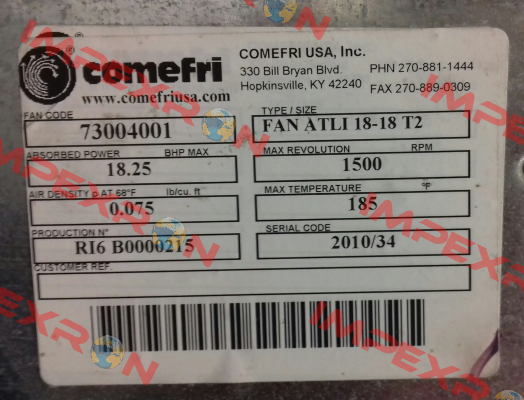 comefri
www.comefriusa.com
COMEFRI USA, Inc.
330 Bill Bryan Blvd. PHN 270-881-1444
Hopkinsville, KY 42240 FAX 270-889-0309
FAN CODE TYPE / SIZE
73004001 FAN ATLI 18-18 T2
ABSORBED POWER BHP MAX MAX REVOLUTION RPM
18.25 1500
AIR DENSITY ρ AT 68°F lb/cu. ft MAX TEMPERATURE °F
0.075 185
PRODUCTION N° SERIAL CODE
RI6 B0000215 2010/34
CUSTOMER REF.
IMPEXRON
IMPEXRON
IMPEXRON